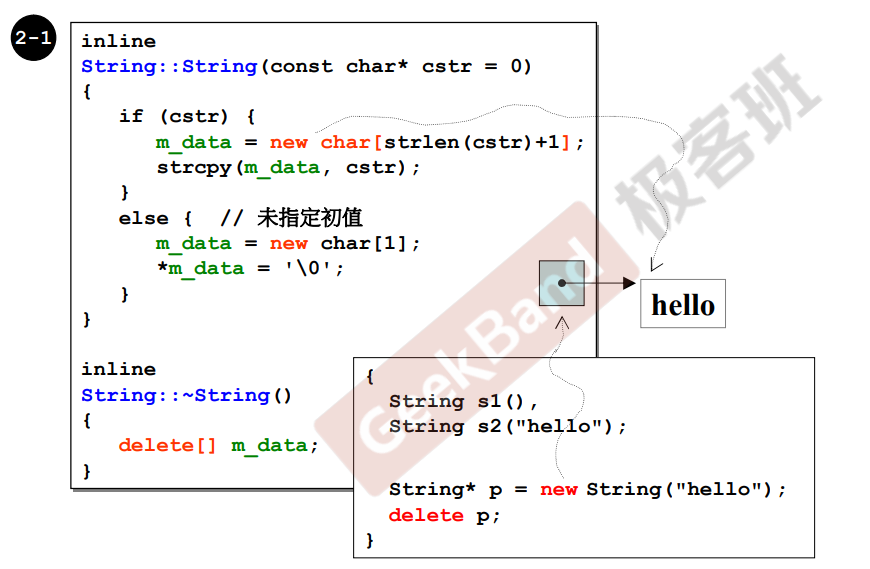 2-1
inline
String::String(const char* cstr = 0)
{
   if (cstr) {
      m_data = new char[strlen(cstr)+1];
      strcpy(m_data, cstr);
   }
   else {  // 未指定初值
      m_data = new char[1];
      *m_data = '\0';
   }
}
inline
String::~String()
{
   delete[] m_data;
}
hello
{
  String s1(),
  String s2("hello");
  String* p = new String("hello");
  delete p;
}
GeekBand
极客班